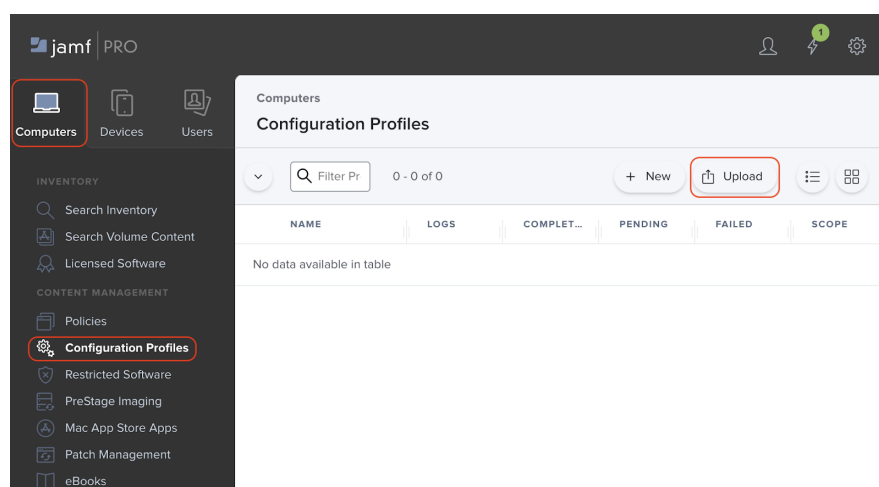 jamf PRO
1
Computers
Devices
Users
INVENTORY
Search Inventory
Search Volume Content
Licensed Software
CONTENT MANAGEMENT
Policies
Configuration Profiles
Restricted Software
PreStage Imaging
Mac App Store Apps
Patch Management
eBooks
Computers
Configuration Profiles
Filter Pr
0 - 0 of 0
+ New
Upload
NAME LOGS COMPLET... PENDING FAILED SCOPE
No data available in table